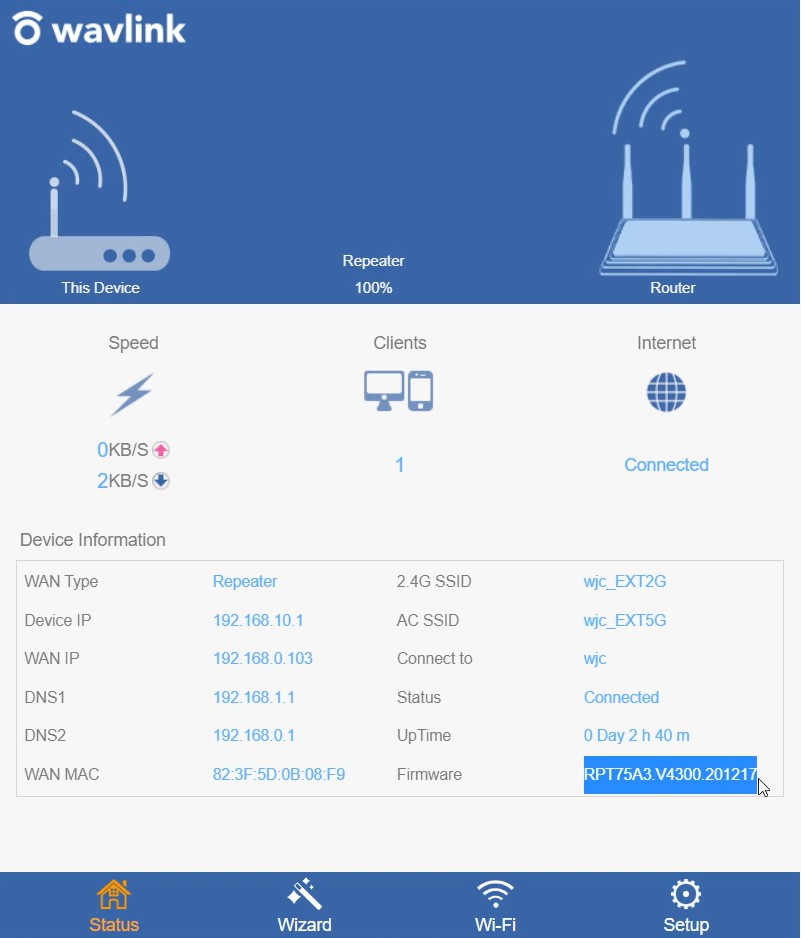 wavlink
Repeater
This Device 100% Router
Speed Clients Internet
0KB/S
2KB/S
1
Connected
Device Information
WAN Type Repeater 2.4G SSID wjc_EXT2G
Device IP 192.168.10.1 AC SSID wjc_EXT5G
WAN IP 192.168.0.103 Connect to wjc
DNS1 192.168.1.1 Status Connected
DNS2 192.168.0.1 UpTime 0 Day 2 h 40 m
WAN MAC 82:3F:5D:0B:08:F9 Firmware RPT75A3.V4300.201217
Status Wizard Wi-Fi Setup